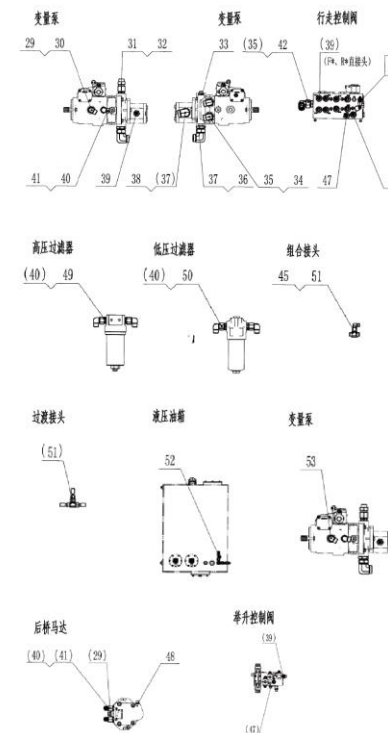 变量泵 变量泵 行走控制阀
29 30 31 32 33 (35) 42 (39)
(F*、R*直接头)
41 40 39 38 (37) 37 36 35 34 47
高压过滤器 低压过滤器 组合接头
(40) 49 (40) 50 45 51
过渡接头 液压油箱 变量泵
(51) 52 53
后桥马达 举升控制阀
(40) (41) (29) 48 (39)
(47)